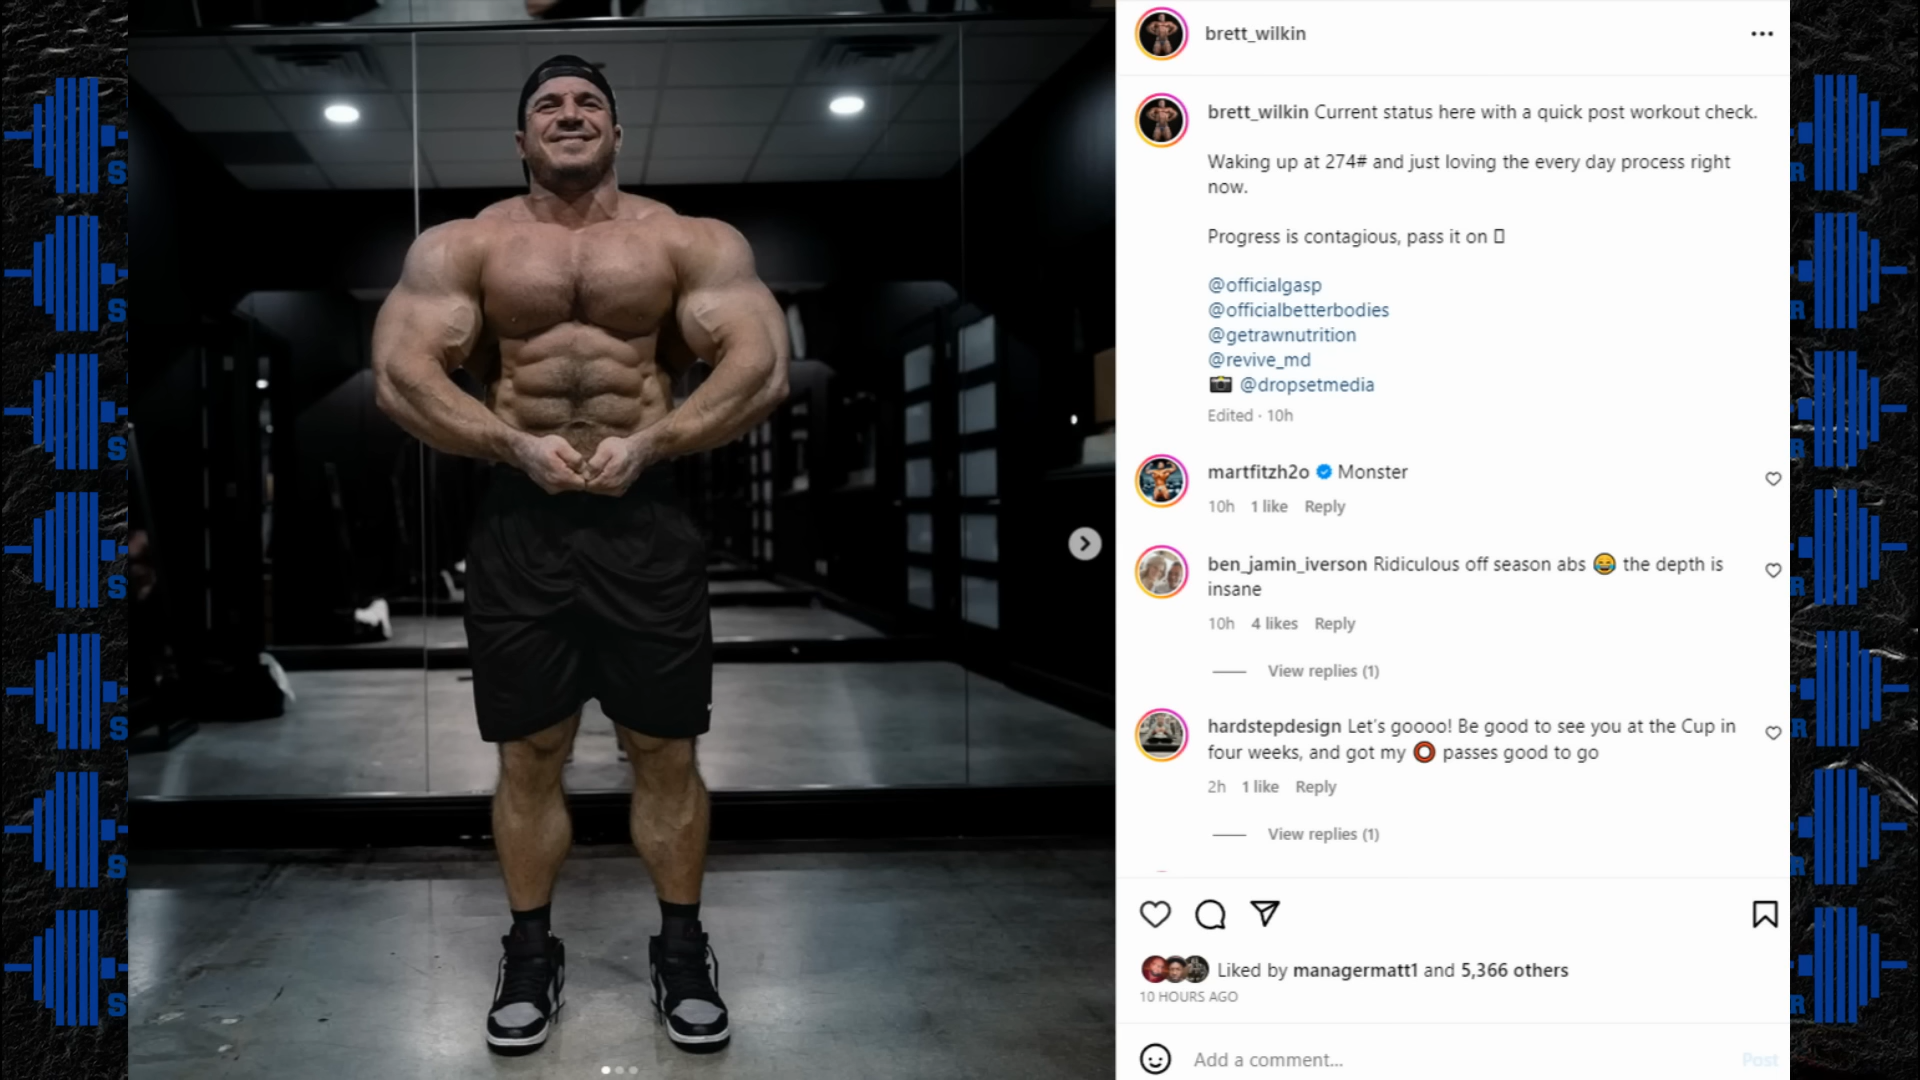 brett_wilkin
brett_wilkin Current status here with a quick post workout check.
Waking up at 274# and just loving the every day process right
now.
Progress is contagious, pass it on
@officialgasp
@officialbetterbodies
@getrawnutrition
@revive_md
📷 @dropsetmedia
Edited · 10h
martfitzh2o Monster
10h 1 like Reply
ben_jamin_iverson Ridiculous off season abs 😂 the depth is
insane
10h 4 likes Reply
View replies (1)
hardstepdesign Let's goooo! Be good to see you at the Cup in
four weeks, and got my ⭕ passes good to go
2h 1 like Reply
View replies (1)
Liked by managermatt1 and 5,366 others
10 HOURS AGO
Add a comment...
Post
S
S
S
S
S
S
S
R
R
R
R
R
R
R